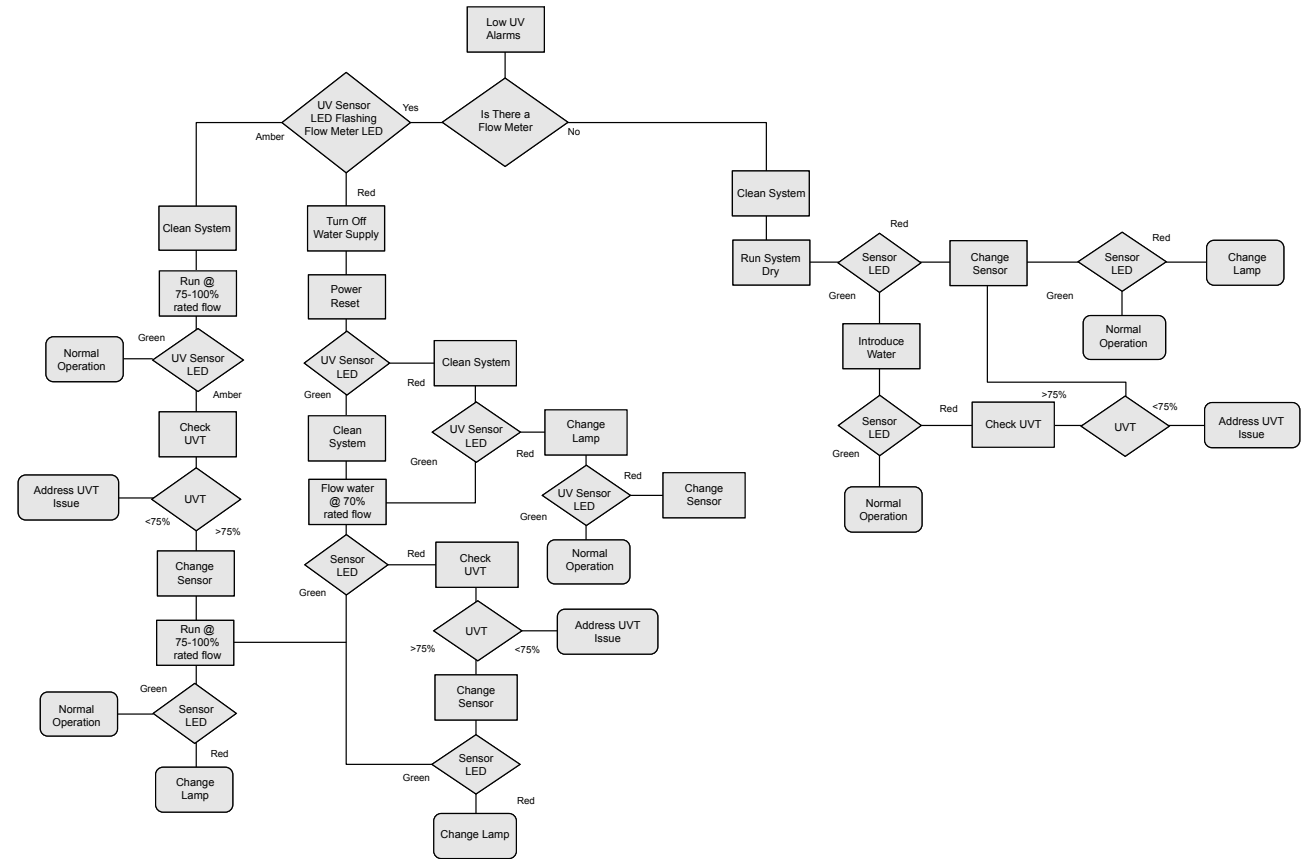 Low UV
Alarms
Is There a
Flow Meter
Yes
No
UV Sensor
LED Flashing
Flow Meter LED
Amber
Red
Clean System
Run @
75-100%
rated flow
Green
UV Sensor
LED
Normal
Operation
Amber
Check
UVT
UVT
Address UVT
Issue
<75%
>75%
Change
Sensor
Run @
75-100%
rated flow
Green
Sensor
LED
Normal
Operation
Red
Change
Lamp
Turn Off
Water Supply
Power
Reset
UV Sensor
LED
Red
Green
Clean
System
Flow water
@ 70%
rated flow
Sensor
LED
Red
Green
Clean System
UV Sensor
LED
Green
Red
Change
Lamp
UV Sensor
LED
Red
Green
Change
Sensor
Normal
Operation
Check
UVT
UVT
>75%
<75%
Address UVT
Issue
Change
Sensor
Sensor
LED
Green
Red
Change Lamp
Clean System
Run System
Dry
Sensor
LED
Red
Green
Change
Sensor
Sensor
LED
Red
Green
Change
Lamp
Normal
Operation
Introduce
Water
Sensor
LED
Red
Green
Check UVT
>75%
UVT
<75%
Address UVT
Issue
Normal
Operation